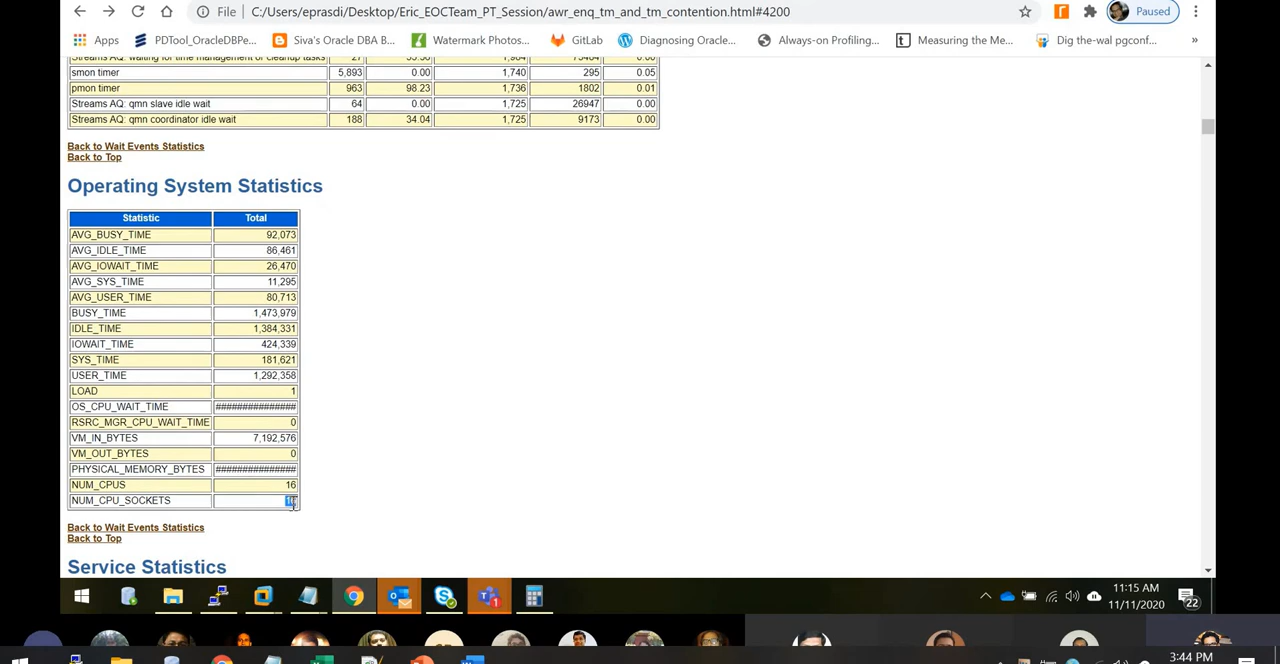 File C:/Users/eprasdi/Desktop/Eric_EOCTeam_PT_Session/awr_enq_tm_and_tm_contention.html#4200 Paused
Apps PDTool_OracleDBPe... Siva's Oracle DBA B... Watermark Photos... GitLab Diagnosing Oracle... Always-on Profiling... Measuring the Me... Dig the-wal pgconf... »
smon timer 5,893 0.00 1,740 295 0.05
pmon timer 963 98.23 1,736 1802 0.01
Streams AQ: qmn slave idle wait 64 0.00 1,725 26947 0.00
Streams AQ: qmn coordinator idle wait 188 34.04 1,725 9173 0.00
Back to Wait Events Statistics
Back to Top
Operating System Statistics
Statistic Total
AVG_BUSY_TIME 92,073
AVG_IDLE_TIME 86,461
AVG_IOWAIT_TIME 26,470
AVG_SYS_TIME 11,295
AVG_USER_TIME 80,713
BUSY_TIME 1,473,979
IDLE_TIME 1,384,331
IOWAIT_TIME 424,339
SYS_TIME 181,621
USER_TIME 1,292,358
LOAD 1
OS_CPU_WAIT_TIME ###############
RSRC_MGR_CPU_WAIT_TIME 0
VM_IN_BYTES 7,192,576
VM_OUT_BYTES 0
PHYSICAL_MEMORY_BYTES ###############
NUM_CPUS 16
NUM_CPU_SOCKETS
Back to Wait Events Statistics
Back to Top
Service Statistics
11:15 AM
11/11/2020
22
3:44 PM